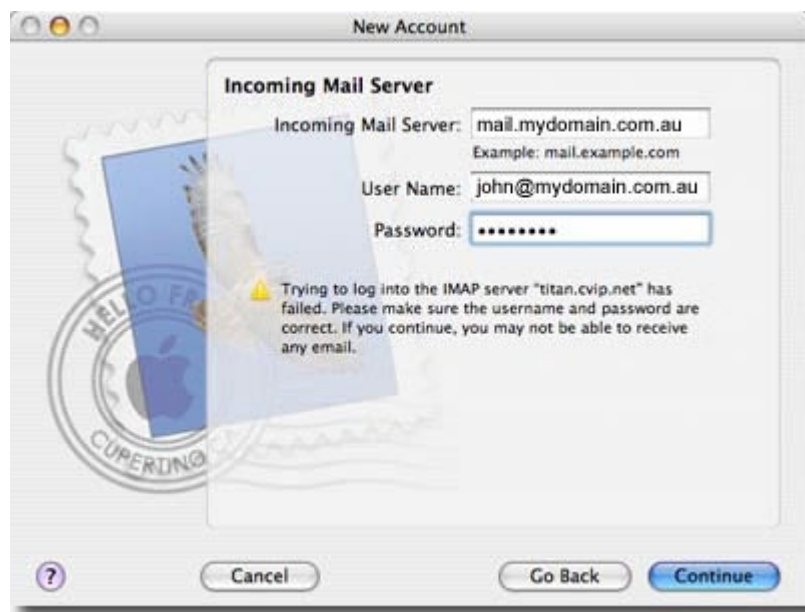 New Account
Incoming Mail Server
Incoming Mail Server: mail.mydomain.com.au
Example: mail.example.com
User Name: john@mydomain.com.au
Password: ••••••••
Trying to log into the IMAP server "titan.cvip.net" has
failed. Please make sure the username and password are
correct. If you continue, you may not be able to receive
any email.
HELLO FR
CUPERTINO
? Cancel Go Back Continue